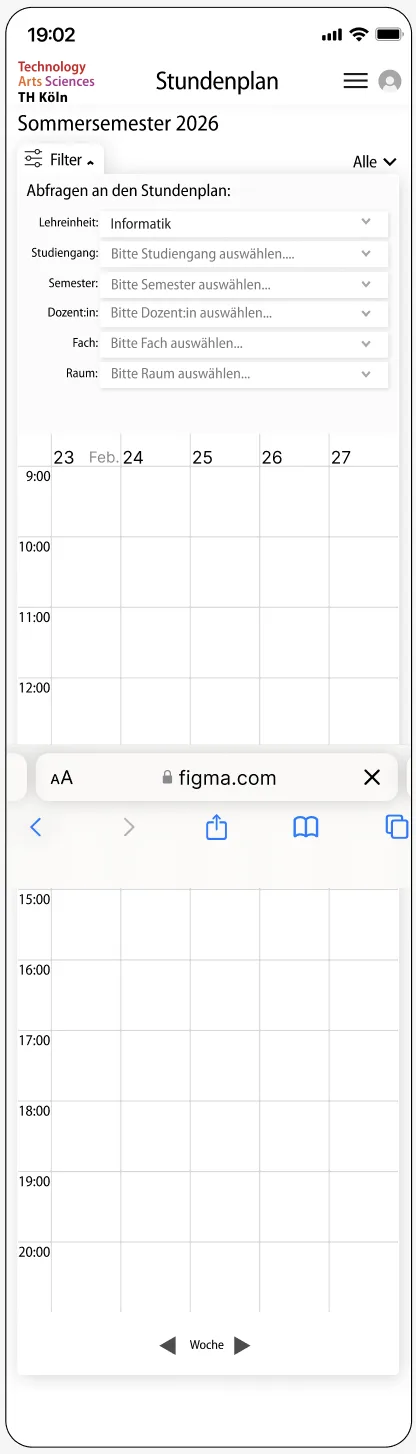 19:02
Technology
Arts Sciences
TH Köln
Stundenplan
Sommersemester 2026
Filter
Alle
Abfragen an den Stundenplan:
Lehreinheit: Informatik
Studiengang: Bitte Studiengang auswählen....
Semester: Bitte Semester auswählen...
Dozent:in: Bitte Dozent:in auswählen...
Fach: Bitte Fach auswählen...
Raum: Bitte Raum auswählen...
23 Feb. 24 25 26 27
9:00
10:00
11:00
12:00
AA figma.com
15:00
16:00
17:00
18:00
19:00
20:00
Woche